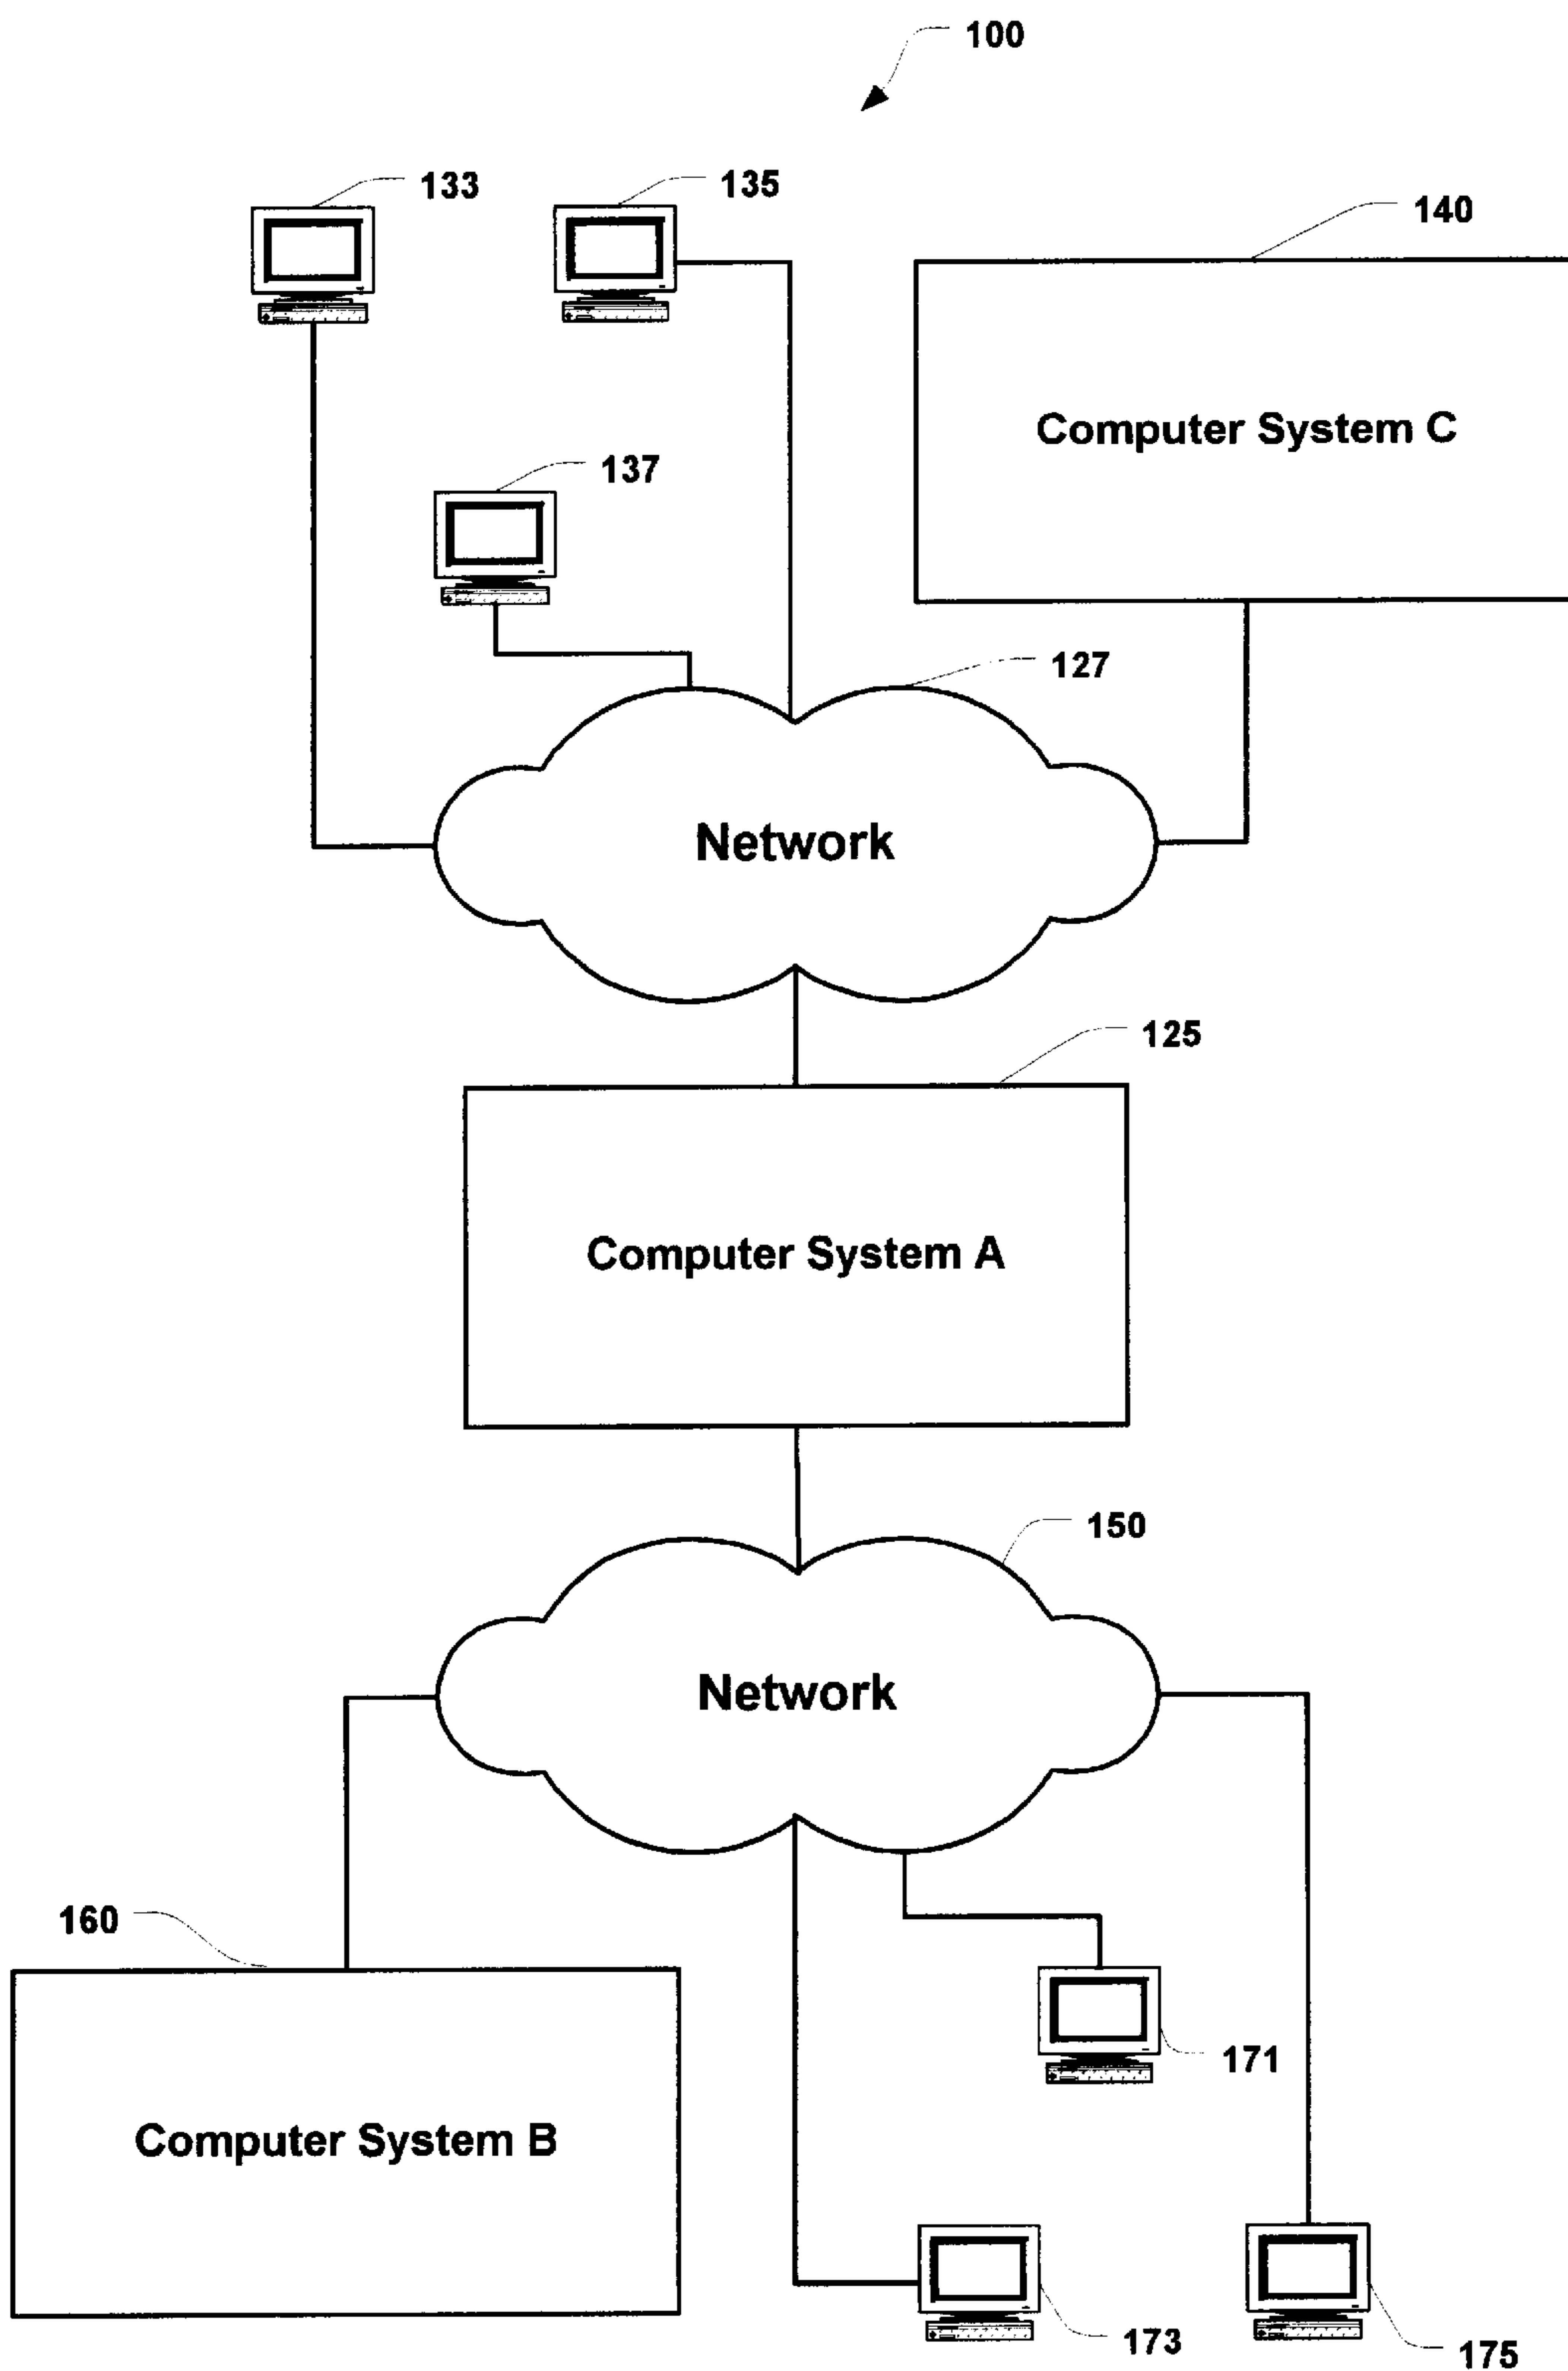 100
133
135
140
Computer System C
137
127
Network
125
Computer System A
150
Network
160
171
Computer System B
173
175